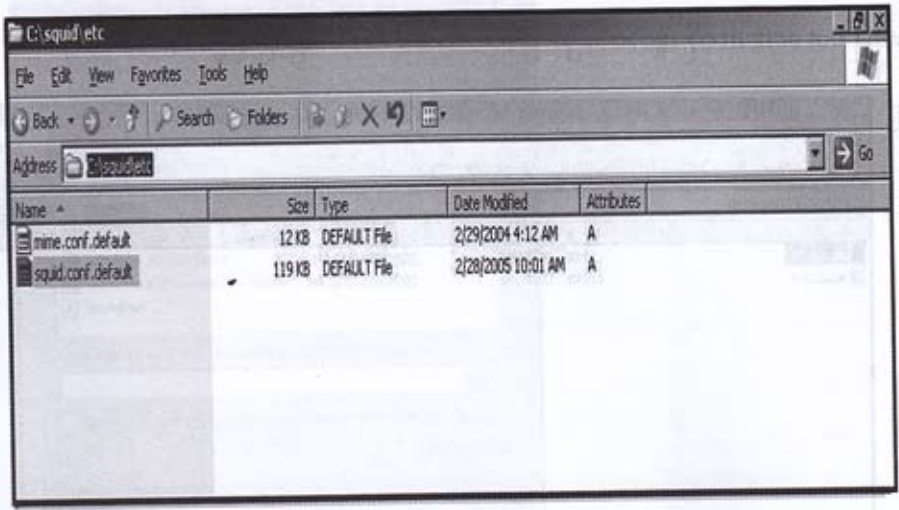 C:\squid\etc
File Edit View Favorites Tools Help
Back Search Folders
Address C:\squid\etc Go
Name Size Type Date Modified Attributes
mime.conf.default 12 KB DEFAULT File 2/29/2004 4:12 AM A
squid.conf.default 119 KB DEFAULT File 2/28/2005 10:01 AM A